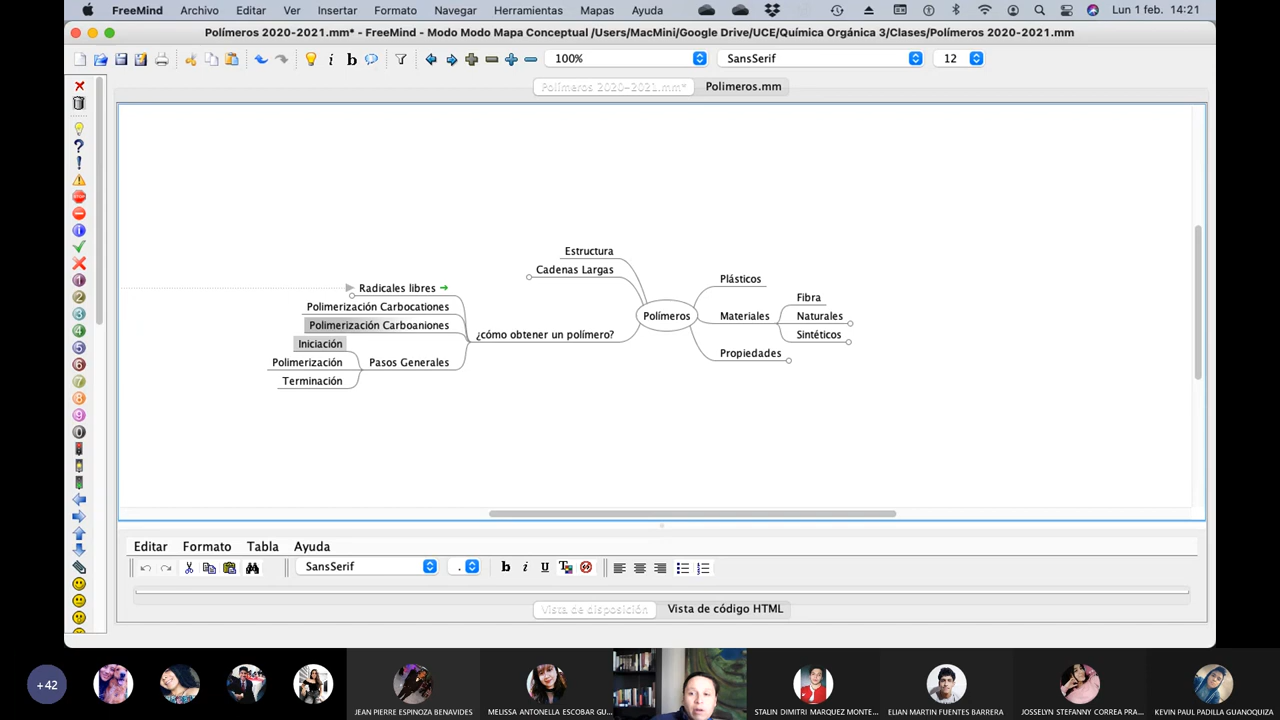 FreeMind Archivo Editar Ver Insertar Formato Navegar Herramientas Mapas Ayuda Lun 1 feb. 14:21
Polímeros 2020-2021.mm* - FreeMind - Modo Modo Mapa Conceptual /Users/MacMini/Google Drive/UCE/Química Orgánica 3/Clases/Polímeros 2020-2021.mm
100% SansSerif 12
Polímeros 2020-2021.mm* Polimeros.mm
Estructura
Cadenas Largas
Plásticos
Radicales libres
Fibra
Polimerización Carbocationes
Polímeros
Materiales
Naturales
Polimerización Carboaniones
¿cómo obtener un polímero?
Sintéticos
Iniciación
Propiedades
Polimerización
Pasos Generales
Terminación
Editar Formato Tabla Ayuda
SansSerif . b i U
Vista de disposición Vista de código HTML
+42
JEAN PIERRE ESPINOZA BENAVIDES
MELISSA ANTONELLA ESCOBAR GU...
STALIN DIMITRI MARQUEZ MONTE...
ELIAN MARTIN FUENTES BARRERA
JOSSELYN STEFANNY CORREA PRA...
KEVIN PAUL PADILLA GUANOQUIZA